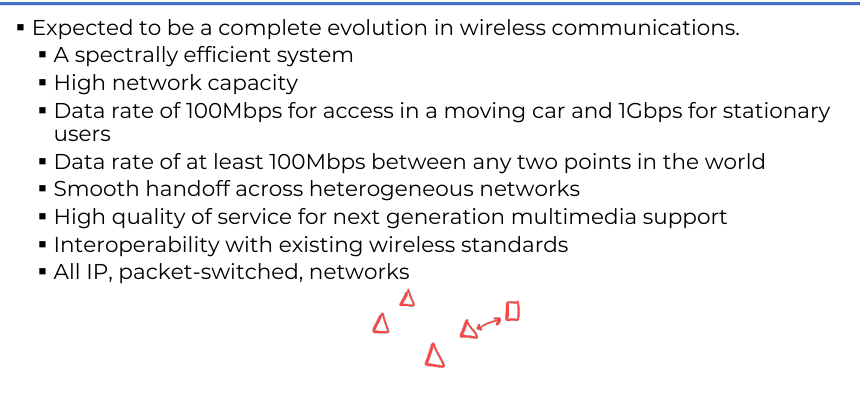 ▪ Expected to be a complete evolution in wireless communications.
▪ A spectrally efficient system
▪ High network capacity
▪ Data rate of 100Mbps for access in a moving car and 1Gbps for stationary
users
▪ Data rate of at least 100Mbps between any two points in the world
▪ Smooth handoff across heterogeneous networks
▪ High quality of service for next generation multimedia support
▪ Interoperability with existing wireless standards
▪ All IP, packet-switched, networks